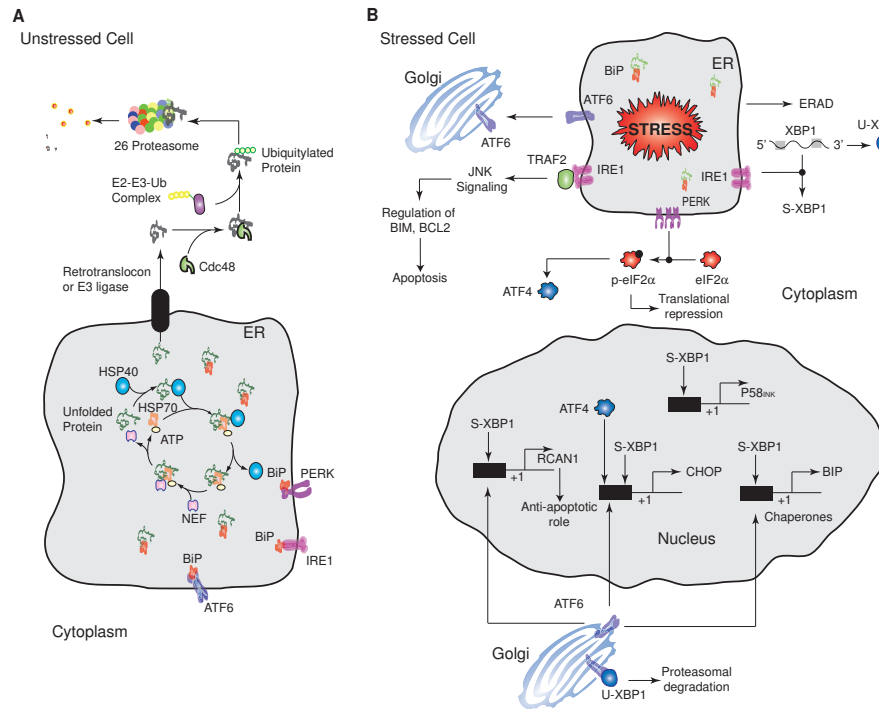 A
Unstressed Cell
26 Proteasome
Ubiquitylated
Protein
E2-E3-Ub
Complex
Cdc48
Retrotranslocon
or E3 ligase
ER
HSP40
HSP70
Unfolded
Protein
ATP
NEF
BiP
PERK
BiP
IRE1
BiP
ATF6
Cytoplasm
B
Stressed Cell
Golgi
ATF6
ATF6
BiP
ER
STRESS
ERAD
XBP1
5'
3'
U-X
S-XBP1
TRAF2
IRE1
IRE1
PERK
JNK
Signaling
Regulation of
BIM, BCL2
Apoptosis
ATF4
p-eIF2α
eIF2α
Translational
repression
Cytoplasm
S-XBP1
P58INK
+1
S-XBP1
RCAN1
+1
Anti-apoptotic
role
ATF4
S-XBP1
CHOP
+1
S-XBP1
BIP
+1
Chaperones
Nucleus
ATF6
Golgi
U-XBP1
Proteasomal
degradation